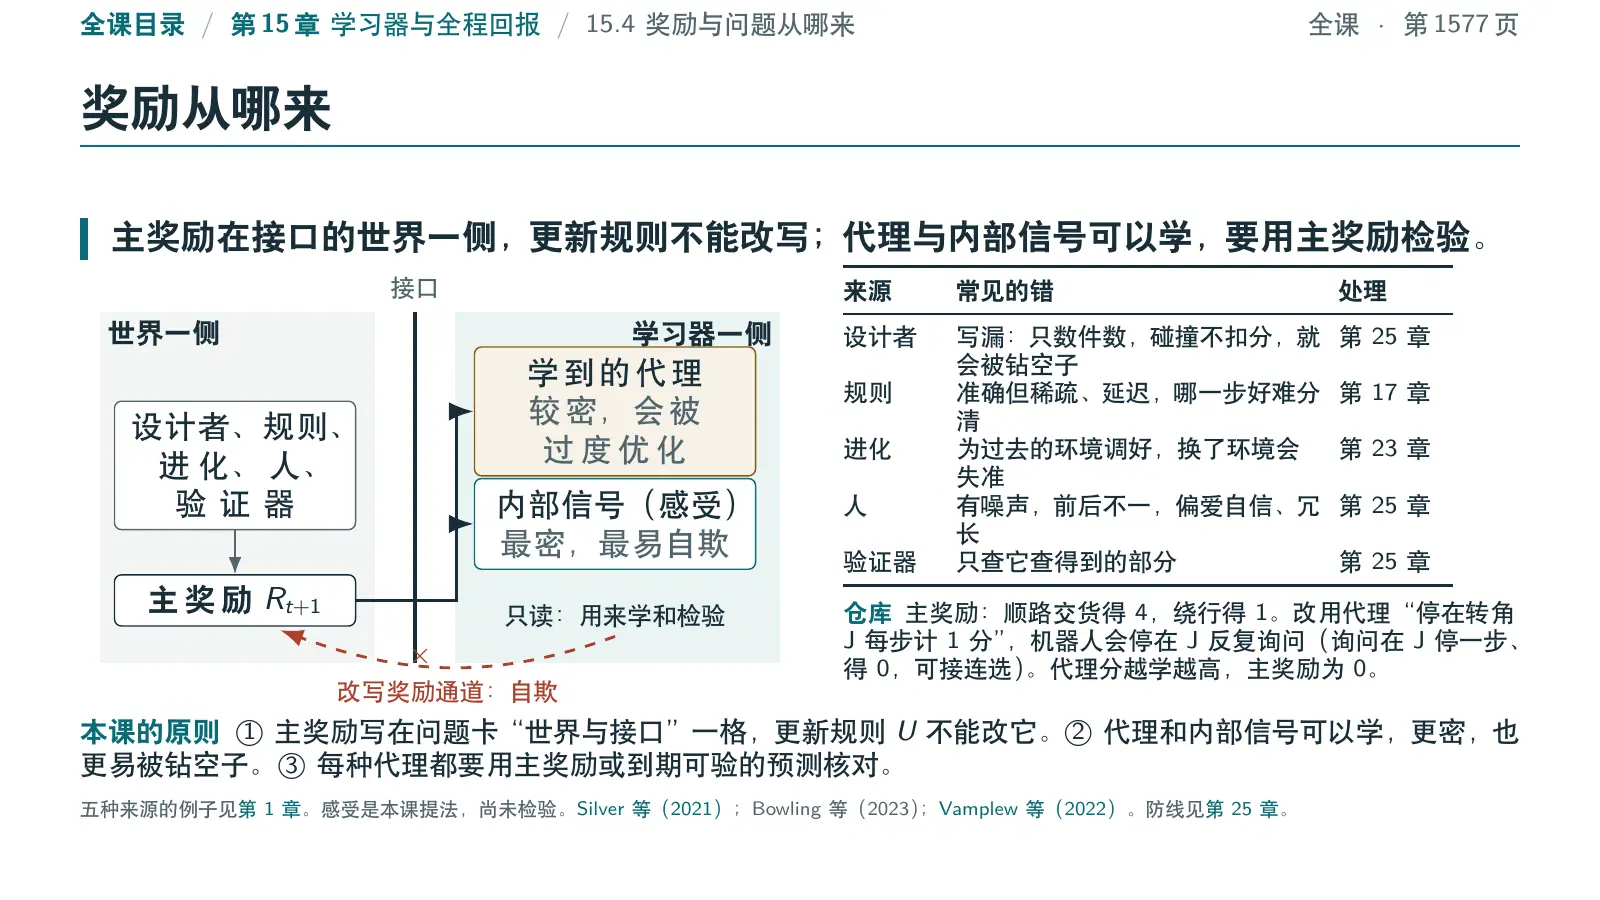 全课目录 / 第 15 章 学习器与全程回报 / 15.4 奖励与问题从哪来
全课 · 第 1577 页
奖励从哪来
主奖励在接口的世界一侧，更新规则不能改写；代理与内部信号可以学，要用主奖励检验。
接口
世界一侧
学习器一侧
设计者、规则、
进化、人、
验证器
主奖励 R_{t+1}
学到的代理
较密，会被
过度优化
内部信号（感受）
最密，最易自欺
只读：用来学和检验
×
改写奖励通道：自欺
来源 常见的错 处理
设计者 写漏：只数件数，碰撞不扣分，就 第 25 章
会被钻空子
规则 准确但稀疏、延迟，哪一步好难分 第 17 章
清
进化 为过去的环境调好，换了环境会 第 23 章
失准
人 有噪声，前后不一，偏爱自信、冗 第 25 章
长
验证器 只查它查得到的部分 第 25 章
仓库 主奖励：顺路交货得 4，绕行得 1。改用代理“停在转角
J 每步计 1 分”，机器人会停在 J 反复询问（询问在 J 停一步、
得 0，可接连选）。代理分越学越高，主奖励为 0。
本课的原则 ① 主奖励写在问题卡“世界与接口”一格，更新规则 U 不能改它。② 代理和内部信号可以学，更密，也
更易被钻空子。③ 每种代理都要用主奖励或到期可验的预测核对。
五种来源的例子见第 1 章。感受是本课提法，尚未检验。Silver 等（2021）；Bowling 等（2023）；Vamplew 等（2022）。防线见第 25 章。